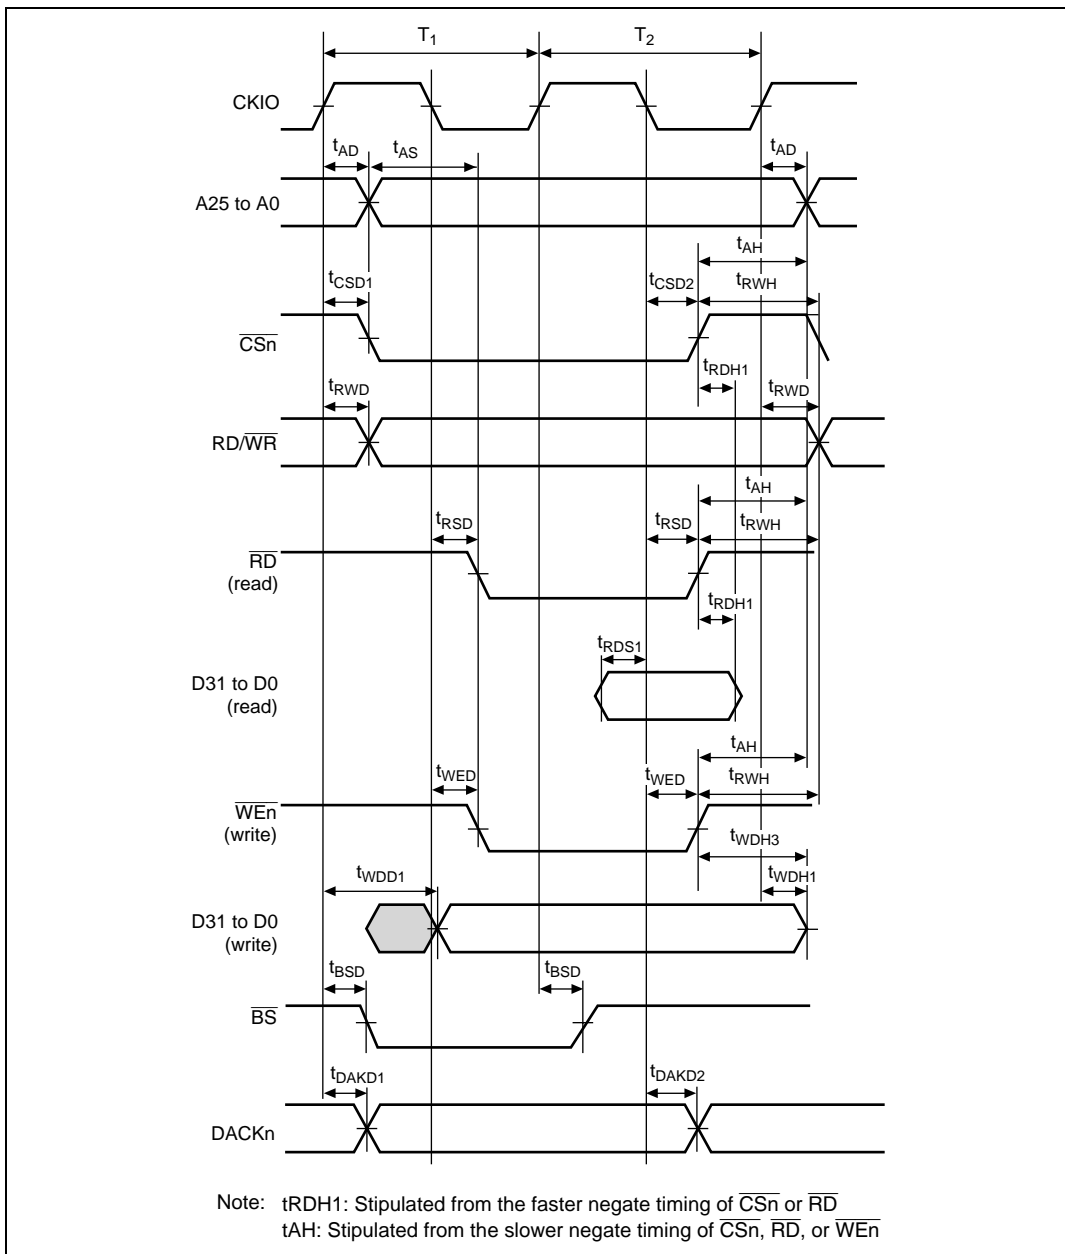 T1 T2
CKIO
tAD tAS tAD
A25 to A0
tAH
tCSD1 tCSD2 tRWH
CSn
tRDH1
tRWD tRWD
RD/WR
tAH
tRSD tRSD tRWH
RD
(read)
tRDH1
tRDS1
D31 to D0
(read)
tAH
tWED tWED tRWH
WEn
(write)
tWDH3
tWDD1 tWDH1
D31 to D0
(write)
tBSD tBSD
BS
tDAKD1 tDAKD2
DACKn
Note: tRDH1: Stipulated from the faster negate timing of CSn or RD
tAH: Stipulated from the slower negate timing of CSn, RD, or WEn